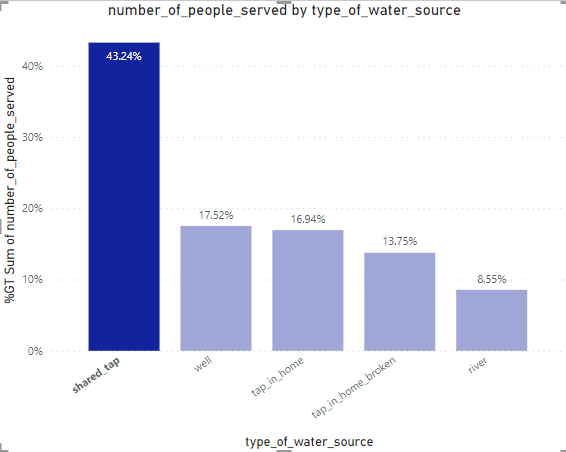 number_of_people_served by type_of_water_source
%GT Sum of number_of_people_served
40%
30%
20%
10%
0%
43.24%
17.52%
16.94%
13.75%
8.55%
shared_tap
well
tap_in_home
tap_in_home_broken
river
type_of_water_source